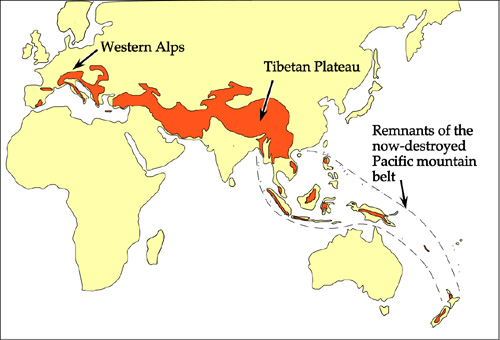 Western Alps
Tibetan Plateau
Remnants of the
now-destroyed
Pacific mountain
belt